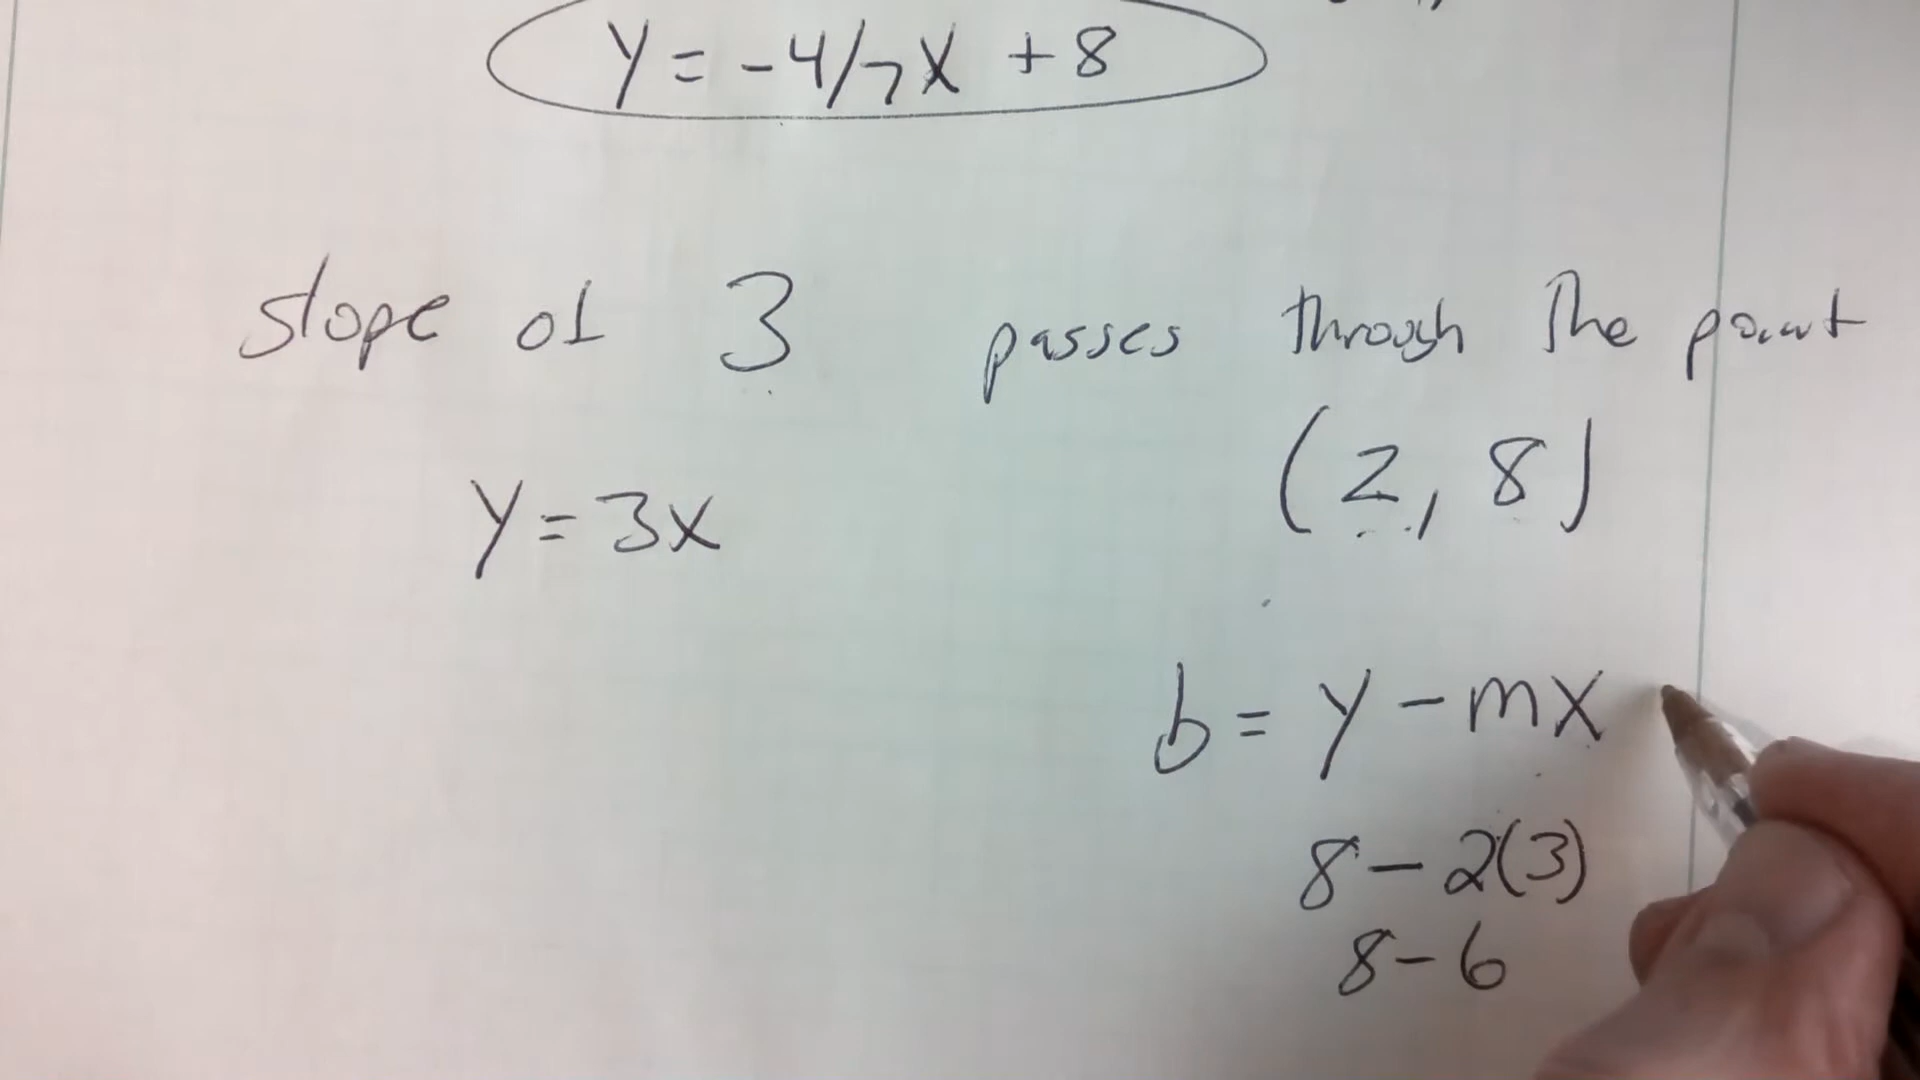 y = -4/7x + 8
slope of 3 passes through the point
(2, 8)
y = 3x
b = y - mx
8 - 2(3)
8 - 6